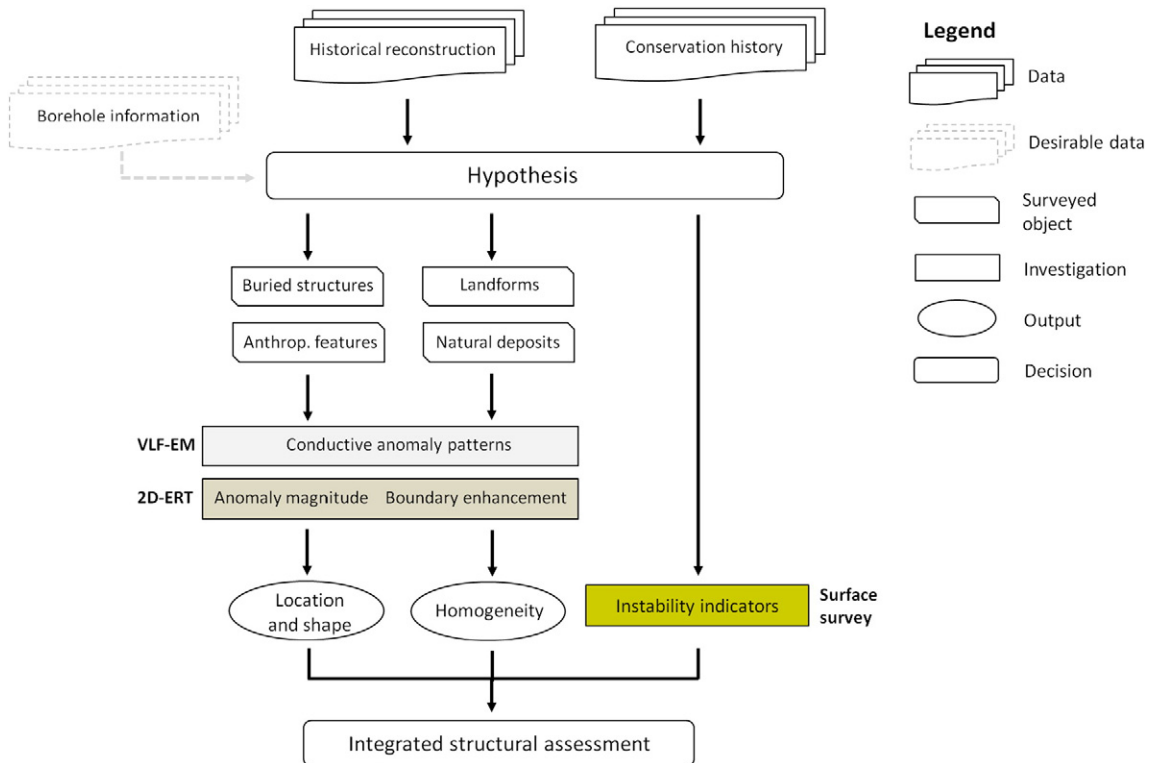 Historical reconstruction
Conservation history
Borehole information
Hypothesis
Buried structures
Landforms
Anthrop. features
Natural deposits
VLF-EM
Conductive anomaly patterns
2D-ERT
Anomaly magnitude
Boundary enhancement
Location
and shape
Homogeneity
Instability indicators
Surface
survey
Integrated structural assessment
Legend
Data
Desirable data
Surveyed
object
Investigation
Output
Decision